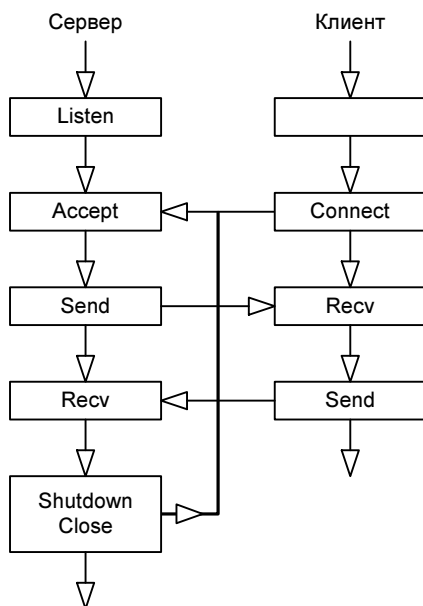 Сервер
Клиент
Listen
Accept
Connect
Send
Recv
Recv
Send
Shutdown
Close